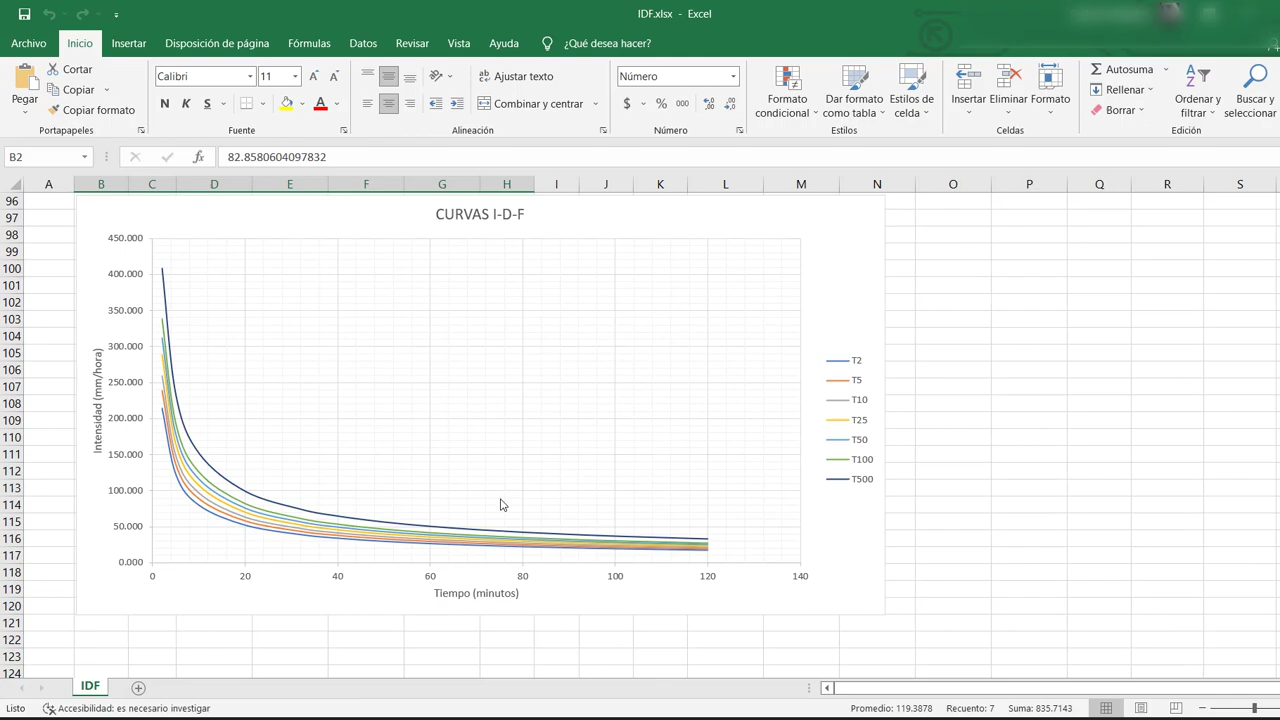 IDF.xlsx - Excel
Archivo Inicio Insertar Disposición de página Fórmulas Datos Revisar Vista Ayuda ¿Qué desea hacer?
Pegar
Cortar
Copiar
Copiar formato
Portapapeles
Calibri 11
N K S
Fuente
Ajustar texto
Combinar y centrar
Alineación
Número
$ % 000
Número
Formato condicional
Dar formato como tabla
Estilos de celda
Estilos
Insertar Eliminar Formato
Celdas
Autosuma
Rellenar
Borrar
Ordenar y filtrar
Buscar y seleccionar
Edición
B2 fx 82.8580604097832
A B C D E F G H I J K L M N O P Q R S
96
97
98
99
100
101
102
103
104
105
106
107
108
109
110
111
112
113
114
115
116
117
118
119
120
121
122
123
124
CURVAS I-D-F
Intensidad (mm/hora)
450.000
400.000
350.000
300.000
250.000
200.000
150.000
100.000
50.000
0.000
0 20 40 60 80 100 120 140
Tiempo (minutos)
T2
T5
T10
T25
T50
T100
T500
IDF
Listo Accesibilidad: es necesario investigar Promedio: 119.3878 Recuento: 7 Suma: 835.7143